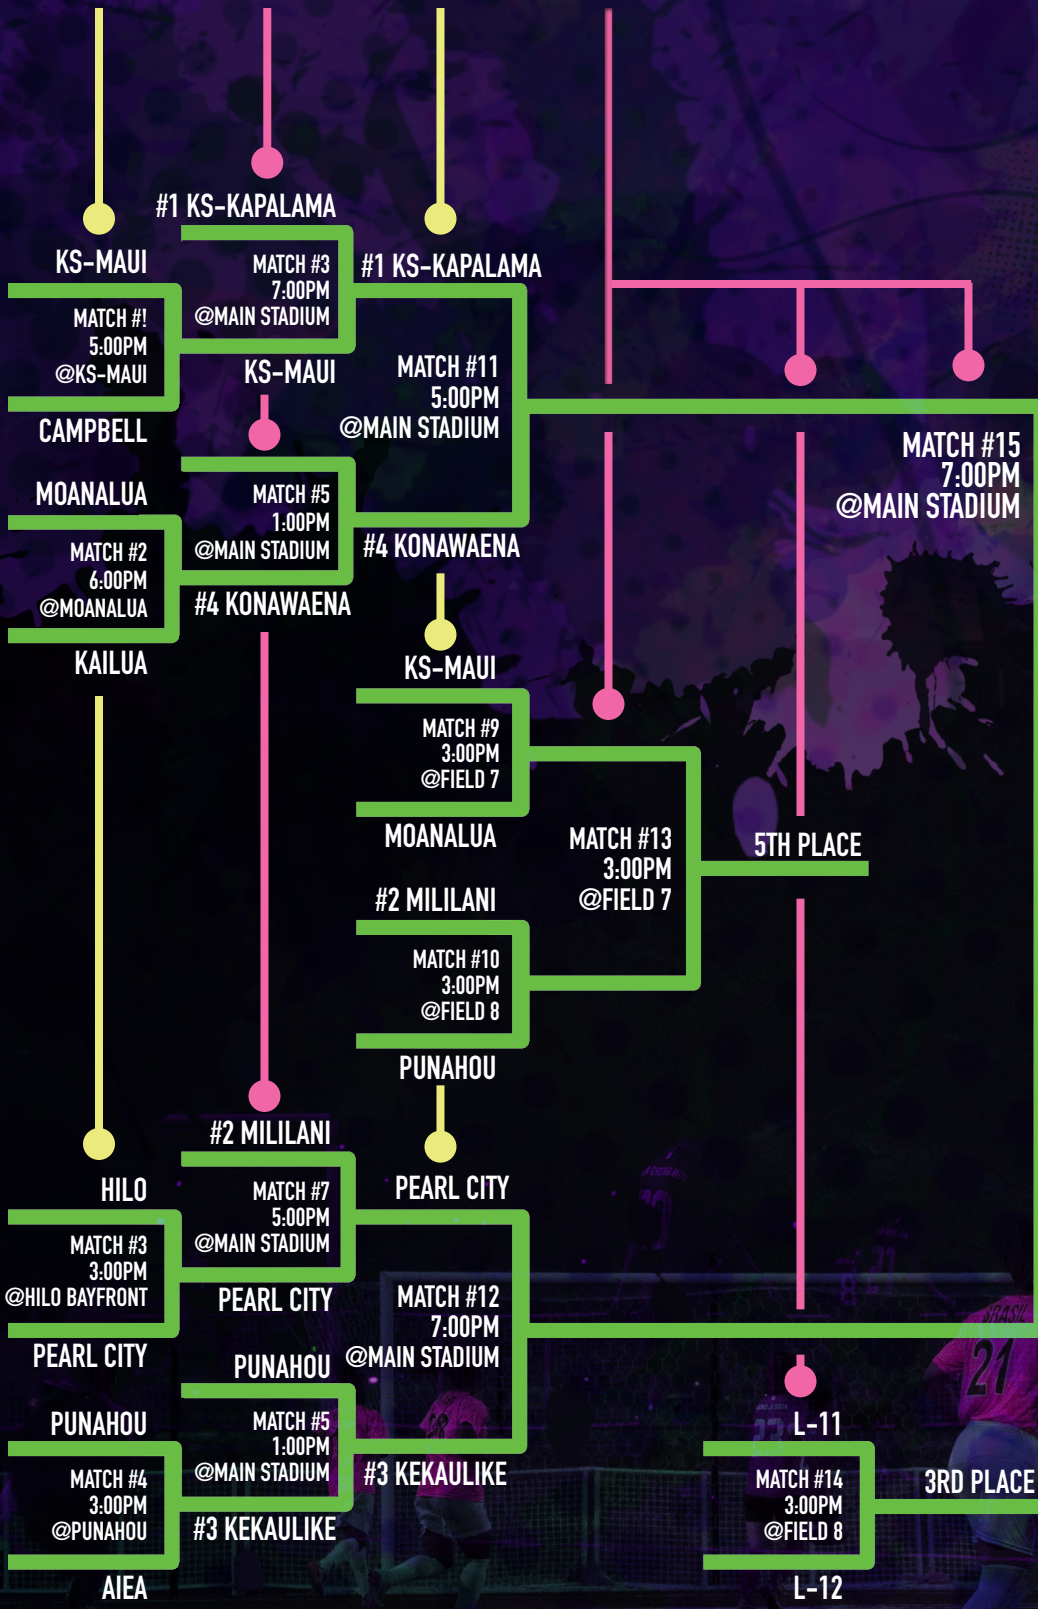 #1 KS-KAPALAMA
KS-MAUI
MATCH #!
5:00PM
@KS-MAUI
CAMPBELL
MATCH #3
7:00PM
@MAIN STADIUM
KS-MAUI
#1 KS-KAPALAMA
MATCH #11
5:00PM
@MAIN STADIUM
MOANALUA
MATCH #2
6:00PM
@MOANALUA
KAILUA
MATCH #5
1:00PM
@MAIN STADIUM
#4 KONAWAENA
#4 KONAWAENA
MATCH #15
7:00PM
@MAIN STADIUM
KS-MAUI
MATCH #9
3:00PM
@FIELD 7
MOANALUA
MATCH #13
3:00PM
@FIELD 7
5TH PLACE
#2 MILILANI
MATCH #10
3:00PM
@FIELD 8
PUNAHOU
#2 MILILANI
HILO
MATCH #3
3:00PM
@HILO BAYFRONT
PEARL CITY
MATCH #7
5:00PM
@MAIN STADIUM
PEARL CITY
PEARL CITY
MATCH #12
7:00PM
@MAIN STADIUM
PUNAHOU
PUNAHOU
MATCH #4
3:00PM
@PUNAHOU
AIEA
MATCH #5
1:00PM
@MAIN STADIUM
#3 KEKAULIKE
#3 KEKAULIKE
L-11
MATCH #14
3:00PM
@FIELD 8
L-12
3RD PLACE
BRASIL
21